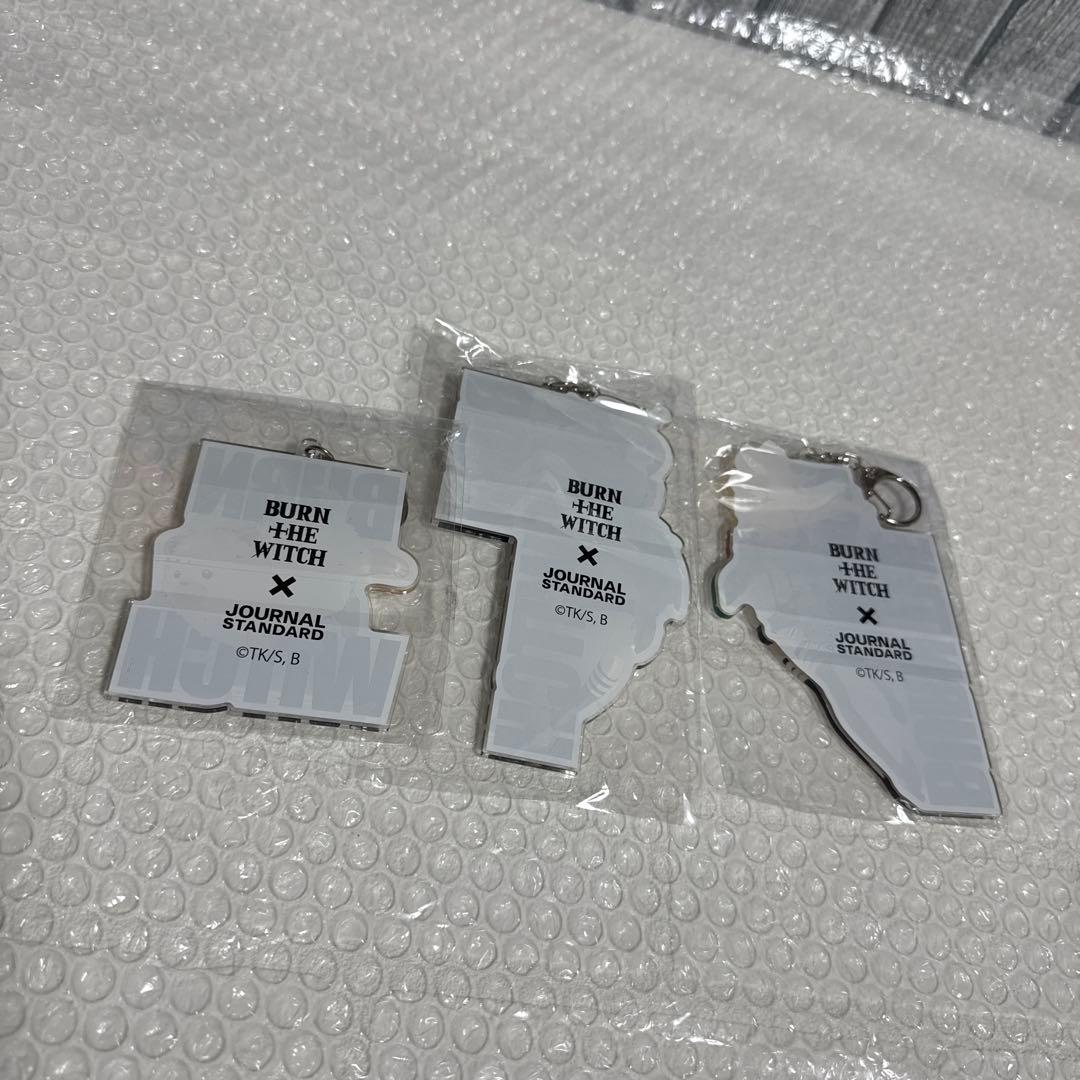 BURN
THE
WITCH
×
JOURNAL
STANDARD
©TK/S, B
BURN
THE
WITCH
×
JOURNAL
STANDARD
©TK/S, B
BURN
THE
WITCH
×
JOURNAL
STANDARD
©TK/S, B